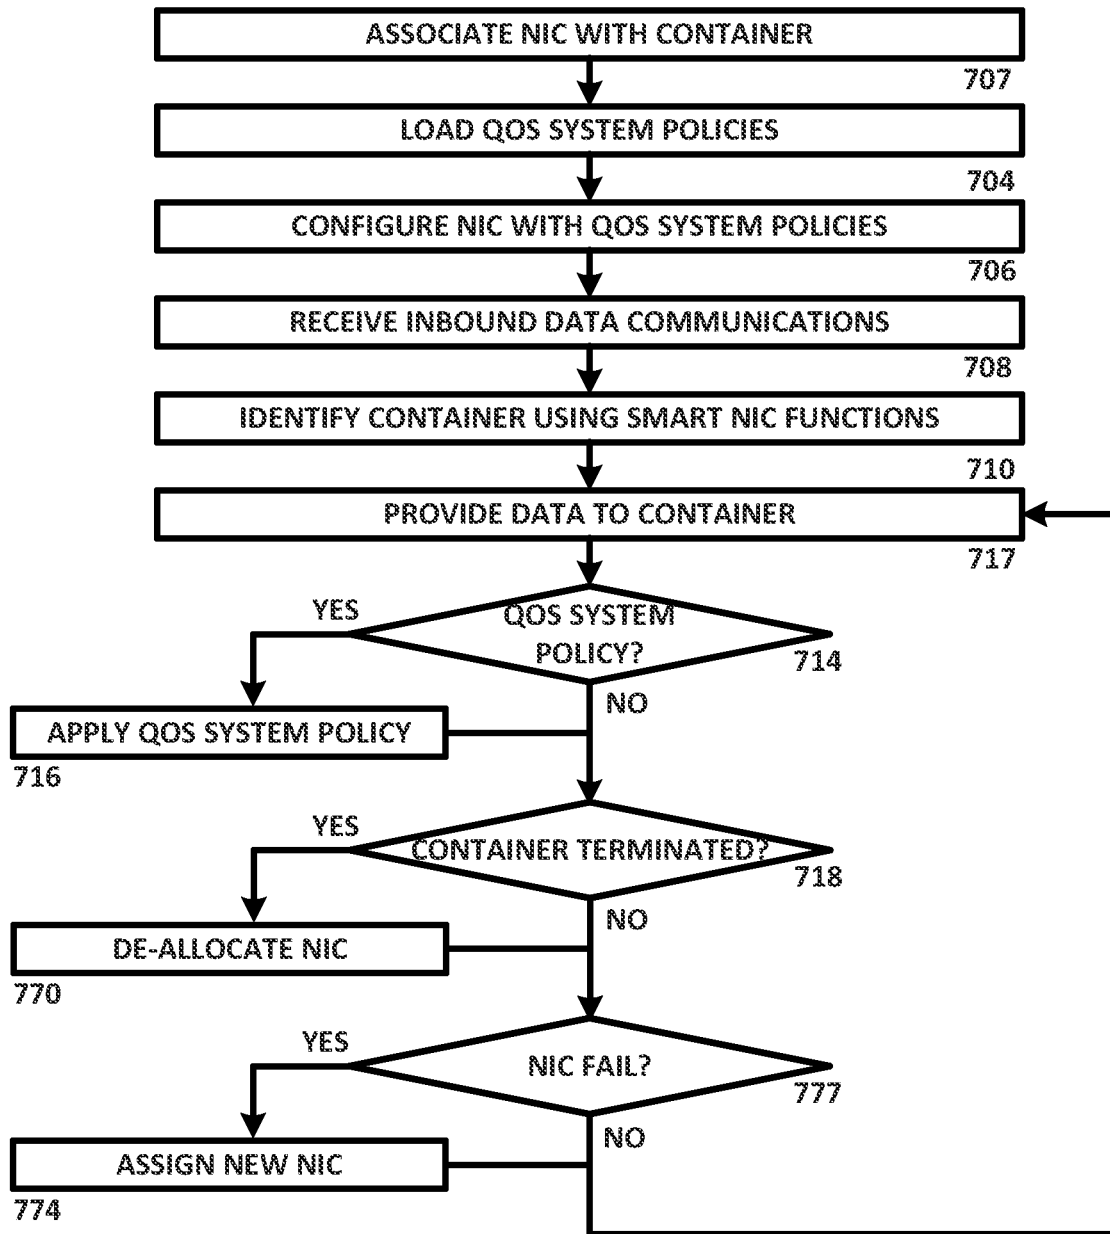 ASSOCIATE NIC WITH CONTAINER
707
LOAD QOS SYSTEM POLICIES
704
CONFIGURE NIC WITH QOS SYSTEM POLICIES
706
RECEIVE INBOUND DATA COMMUNICATIONS
708
IDENTIFY CONTAINER USING SMART NIC FUNCTIONS
710
PROVIDE DATA TO CONTAINER
717
YES
QOS SYSTEM
POLICY?
714
NO
APPLY QOS SYSTEM POLICY
716
YES
CONTAINER TERMINATED?
718
NO
DE-ALLOCATE NIC
770
YES
NIC FAIL?
777
NO
ASSIGN NEW NIC
774